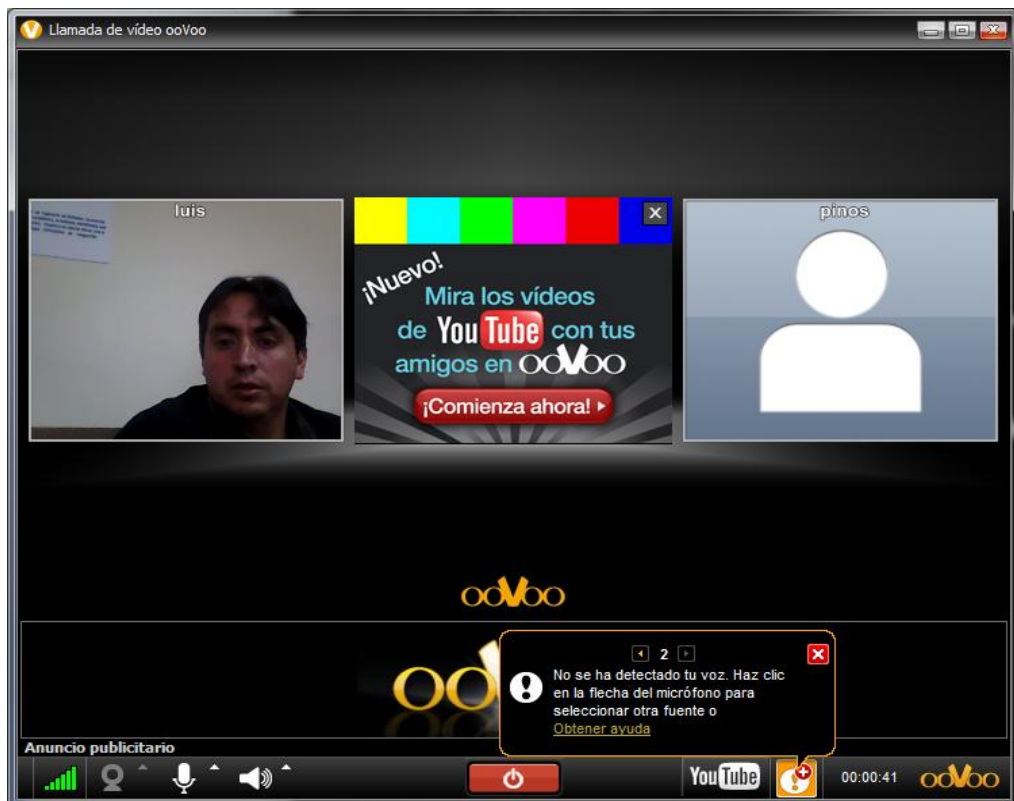 Llamada de vídeo ooVoo
luis
¡Nuevo!
Mira los vídeos
de YouTube con tus
amigos en ooVoo
¡Comienza ahora!
pinos
ooVoo
2
No se ha detectado tu voz. Haz clic
en la flecha del micrófono para
seleccionar otra fuente o
Obtener ayuda
Anuncio publicitario
YouTube
00:00:41
ooVoo